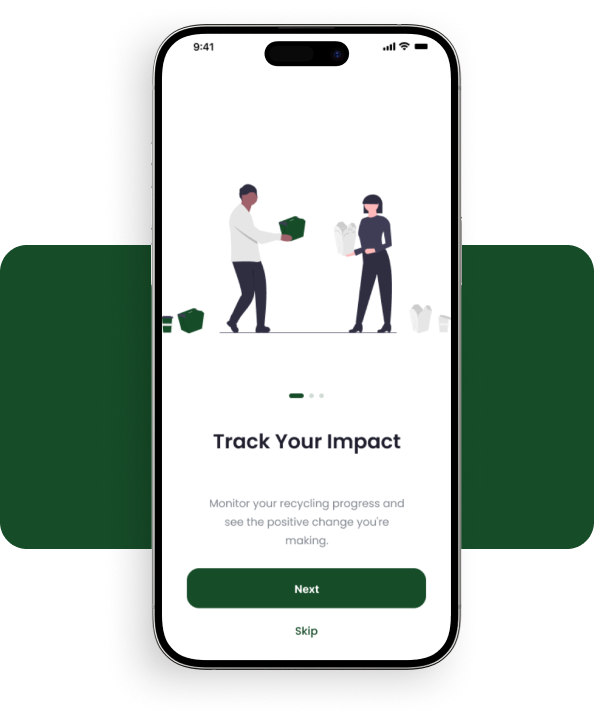 9:41
Track Your Impact
Monitor your recycling progress and
see the positive change you're
making.
Next
Skip